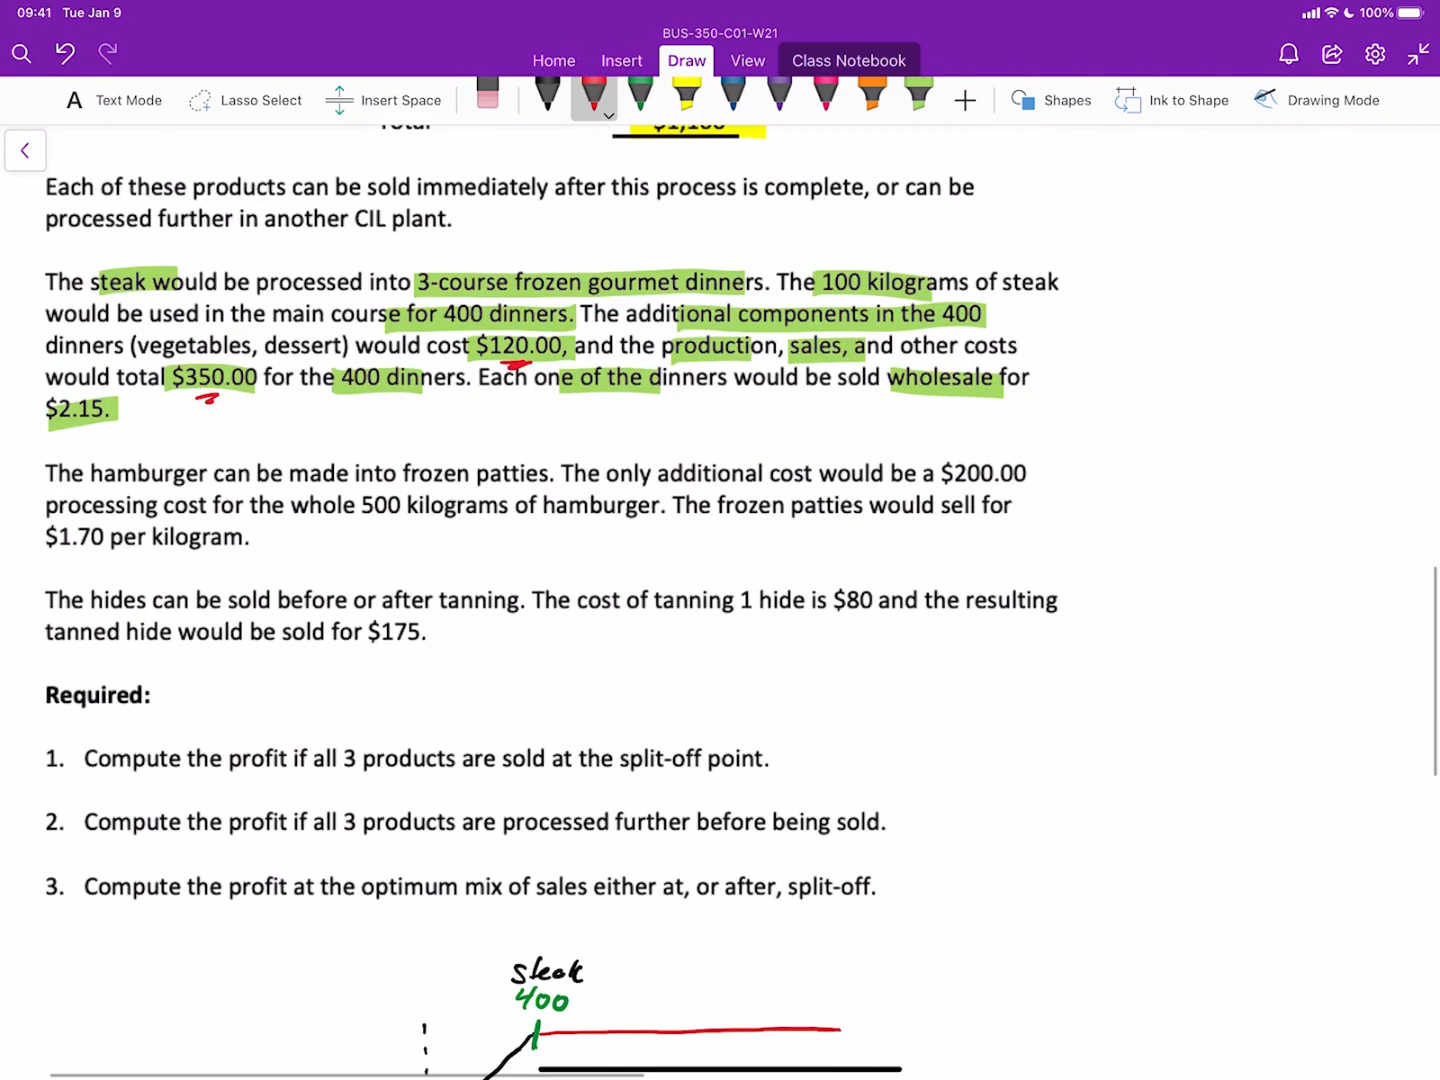 09:41 Tue Jan 9
100%
BUS-350-C01-W21
Home Insert Draw View Class Notebook
A Text Mode Lasso Select Insert Space Shapes Ink to Shape Drawing Mode
Total $1,100
Each of these products can be sold immediately after this process is complete, or can be
processed further in another CIL plant.
The steak would be processed into 3-course frozen gourmet dinners. The 100 kilograms of steak
would be used in the main course for 400 dinners. The additional components in the 400
dinners (vegetables, dessert) would cost $120.00, and the production, sales, and other costs
would total $350.00 for the 400 dinners. Each one of the dinners would be sold wholesale for
$2.15.
The hamburger can be made into frozen patties. The only additional cost would be a $200.00
processing cost for the whole 500 kilograms of hamburger. The frozen patties would sell for
$1.70 per kilogram.
The hides can be sold before or after tanning. The cost of tanning 1 hide is $80 and the resulting
tanned hide would be sold for $175.
Required:
1. Compute the profit if all 3 products are sold at the split-off point.
2. Compute the profit if all 3 products are processed further before being sold.
3. Compute the profit at the optimum mix of sales either at, or after, split-off.
Steak
400